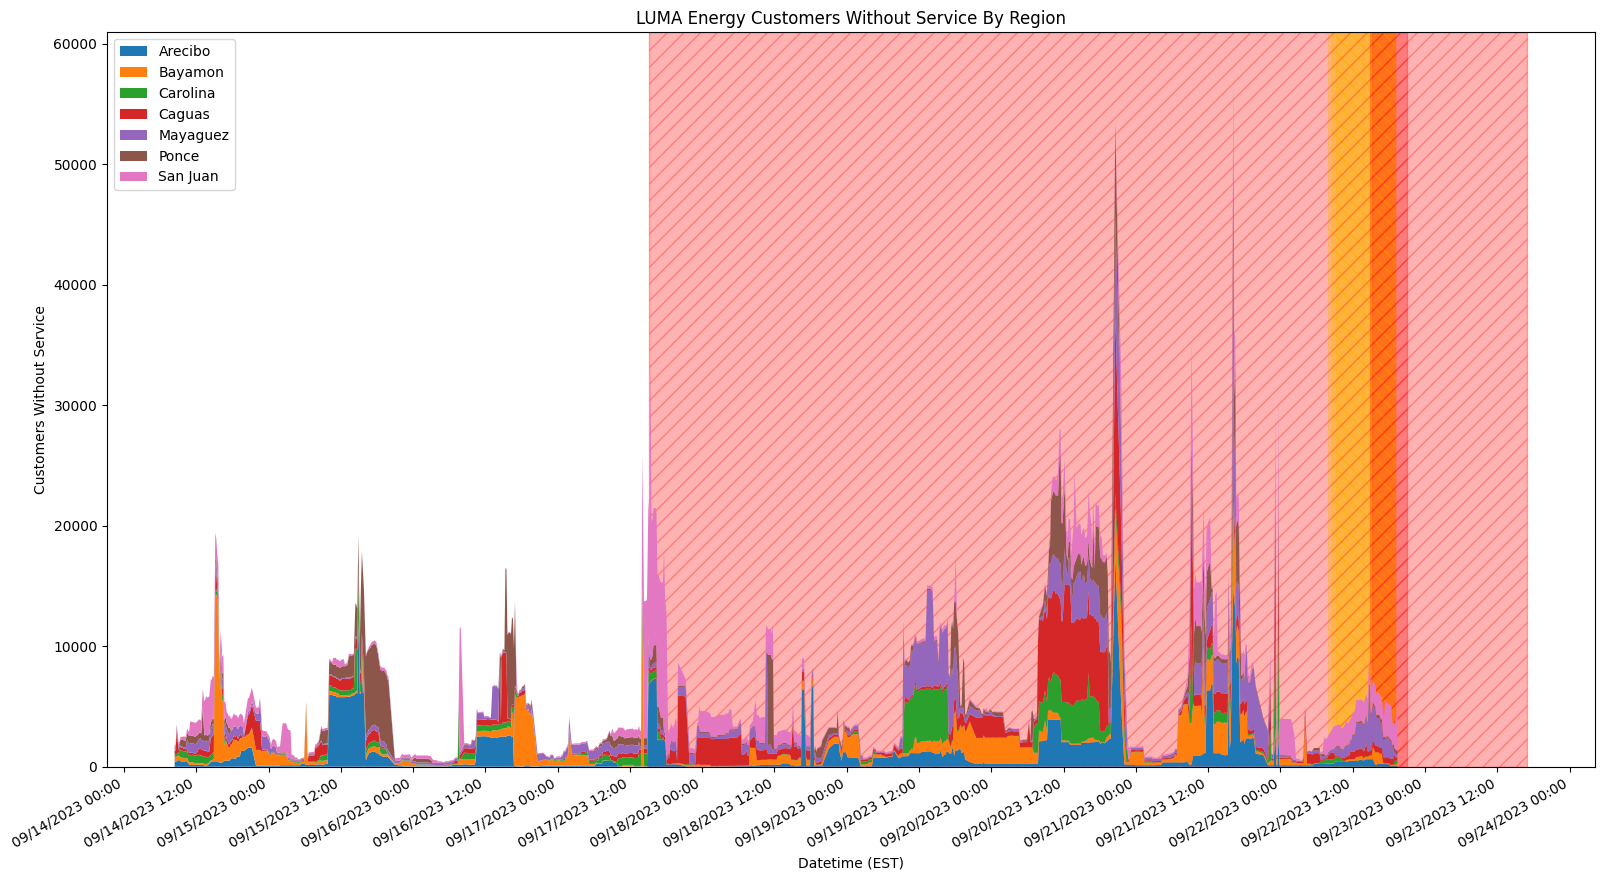 LUMA Energy Customers Without Service By Region
Arecibo
Bayamon
Carolina
Caguas
Mayaguez
Ponce
San Juan
60000
50000
40000
30000
20000
10000
0
Customers Without Service
09/14/2023 00:00
09/14/2023 12:00
09/15/2023 00:00
09/15/2023 12:00
09/16/2023 00:00
09/16/2023 12:00
09/17/2023 00:00
09/17/2023 12:00
09/18/2023 00:00
09/18/2023 12:00
09/19/2023 00:00
09/19/2023 12:00
09/20/2023 00:00
09/20/2023 12:00
09/21/2023 00:00
09/21/2023 12:00
09/22/2023 00:00
09/22/2023 12:00
09/23/2023 00:00
09/23/2023 12:00
09/24/2023 00:00
Datetime (EST)